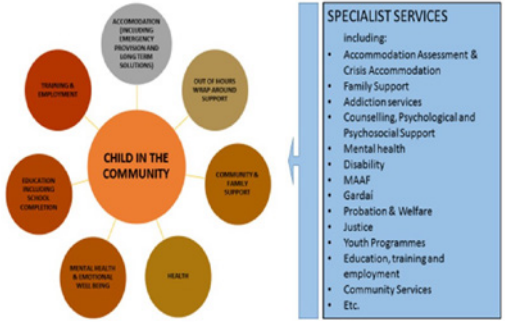 ACCOMODATION
(INCLUDING
EMERGENCY
PROVISION AND
LONG TERM
SOLUTIONS)
OUT OF HOURS
WRAP AROUND
SUPPORT
COMMUNITY &
FAMILY
SUPPORT
HEALTH
MENTAL HEALTH
& EMOTIONAL
WELL BEING
EDUCATION
INCLUDING
SCHOOL
COMPLETION
TRAINING &
EMPLOYMENT
CHILD IN THE
COMMUNITY
SPECIALIST SERVICES
including:
• Accommodation Assessment &
Crisis Accommodation
• Family Support
• Addiction services
• Counselling, Psychological and
Psychosocial Support
• Mental health
• Disability
• MAAF
• Gardaí
• Probation & Welfare
• Justice
• Youth Programmes
• Education, training and
employment
• Community Services
• Etc.